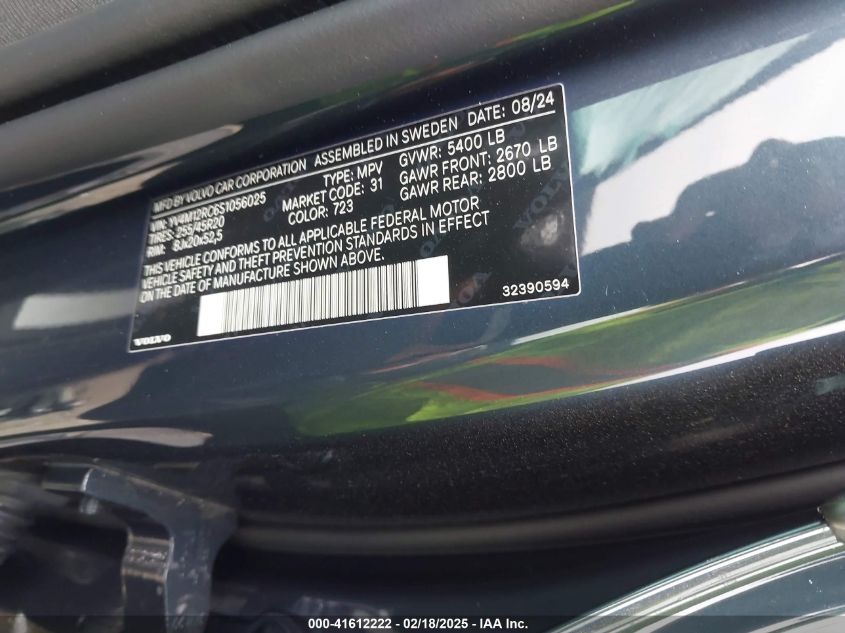 MFD BY VOLVO CAR CORPORATION ASSEMBLED IN SWEDEN DATE: 08/24
VIN: YV4M12RC6S1056025 TYPE: MPV GVWR: 5400 LB
TIRES: 255/45R20 MARKET CODE: 31 GAWR FRONT: 2670 LB
RIM: 8Jx20x52,5 COLOR: 723 GAWR REAR: 2800 LB
THIS VEHICLE CONFORMS TO ALL APPLICABLE FEDERAL MOTOR
VEHICLE SAFETY AND THEFT PREVENTION STANDARDS IN EFFECT
ON THE DATE OF MANUFACTURE SHOWN ABOVE.
32390594
VOLVO
000-41612222 - 02/18/2025 - IAA Inc.